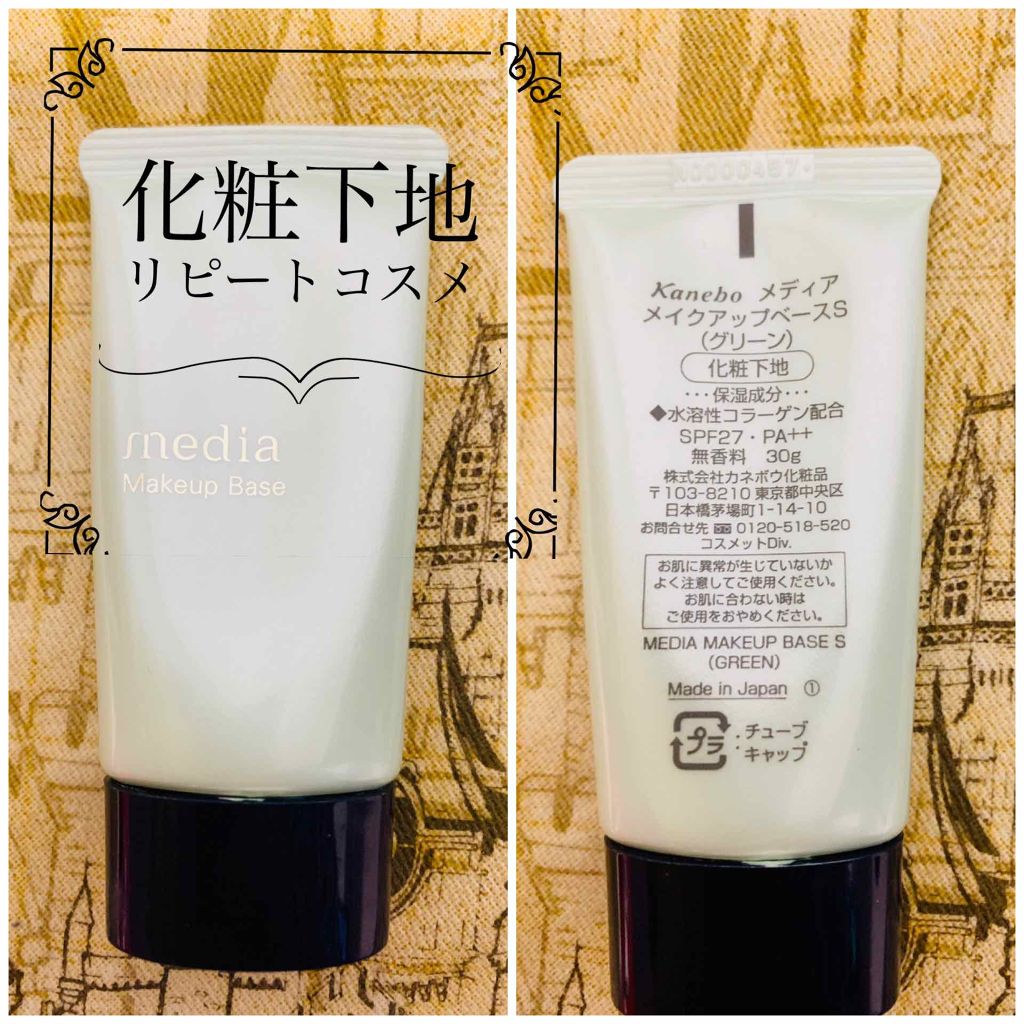 化粧下地
リピートコスメ
media
Makeup Base
Kanebo メディア
メイクアップベースS
(グリーン)
化粧下地
･･･保湿成分･･･
◆水溶性コラーゲン配合
SPF27・PA++
無香料 30g
株式会社カネボウ化粧品
〒103-8210 東京都中央区
日本橋茅場町1-14-10
お問合せ先 0120-518-520
コスメットDiv.
お肌に異常が生じていないか
よく注意してご使用ください。
お肌に合わない時は
ご使用をおやめください。
MEDIA MAKEUP BASE S
(GREEN)
Made in Japan ①
プラ
:チューブ
:キャップ